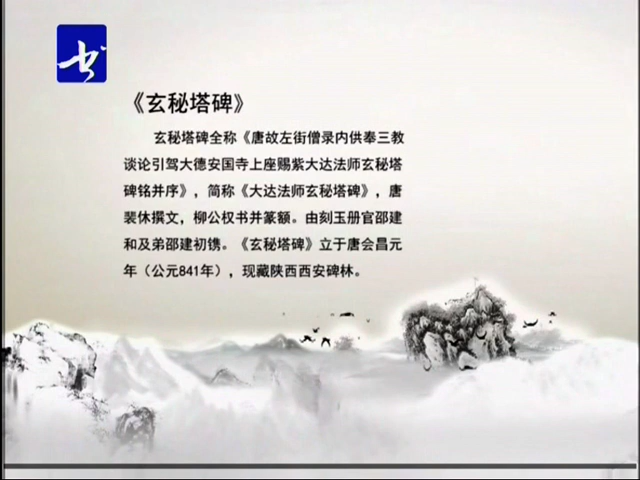 书
《玄秘塔碑》
玄秘塔碑全称《唐故左街僧录内供奉三教
谈论引驾大德安国寺上座赐紫大达法师玄秘塔
碑铭并序》，简称《大达法师玄秘塔碑》，唐
裴休撰文，柳公权书并篆额。由刻玉册官邵建
和及弟邵建初镌。《玄秘塔碑》立于唐会昌元
年（公元841年），现藏陕西西安碑林。